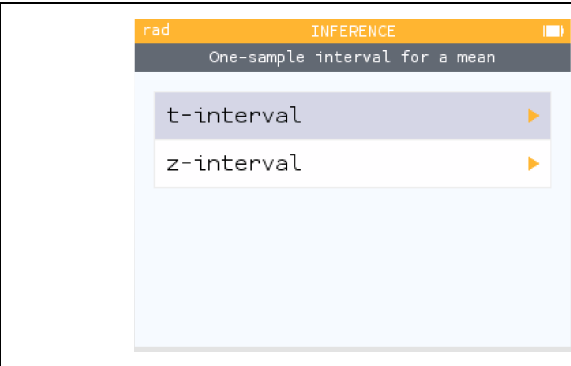 rad INFERENCE
One-sample interval for a mean
t-interval
z-interval